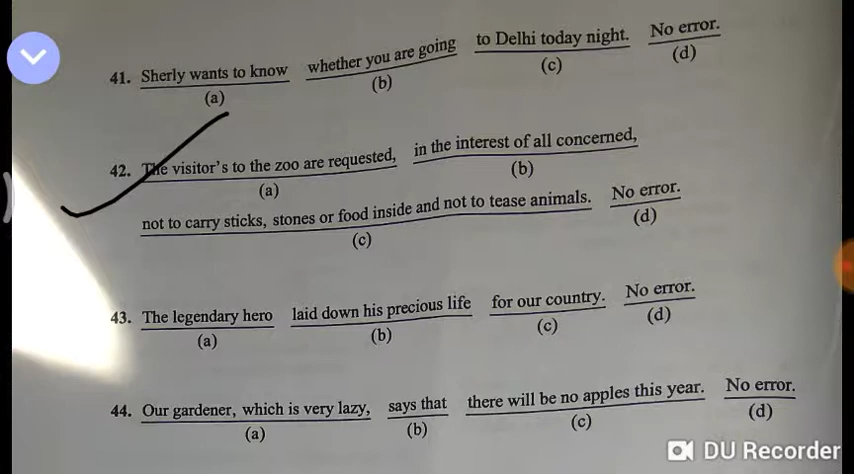 41. Sherly wants to know whether you are going to Delhi today night. No error.
(a) (b) (c) (d)
42. The visitor's to the zoo are requested, in the interest of all concerned,
(a) (b)
not to carry sticks, stones or food inside and not to tease animals. No error.
(c) (d)
43. The legendary hero laid down his precious life for our country. No error.
(a) (b) (c) (d)
44. Our gardener, which is very lazy, says that there will be no apples this year. No error.
(a) (b) (c) (d)
DU Recorder